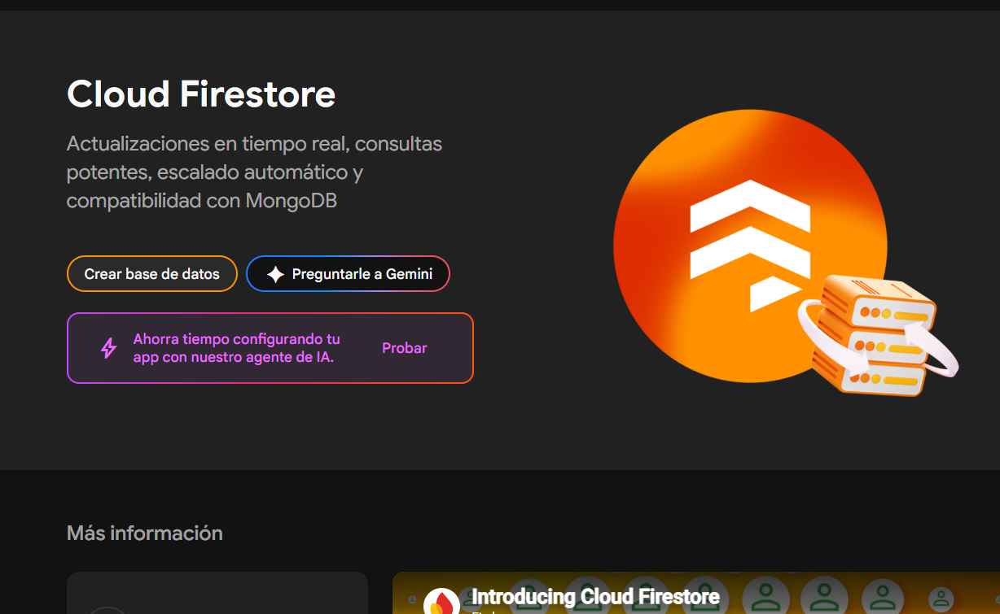 Cloud Firestore
Actualizaciones en tiempo real, consultas
potentes, escalado automático y
compatibilidad con MongoDB
Crear base de datos
Preguntarle a Gemini
Ahorra tiempo configurando tu
app con nuestro agente de IA.
Probar
Más información
Introducing Cloud Firestore